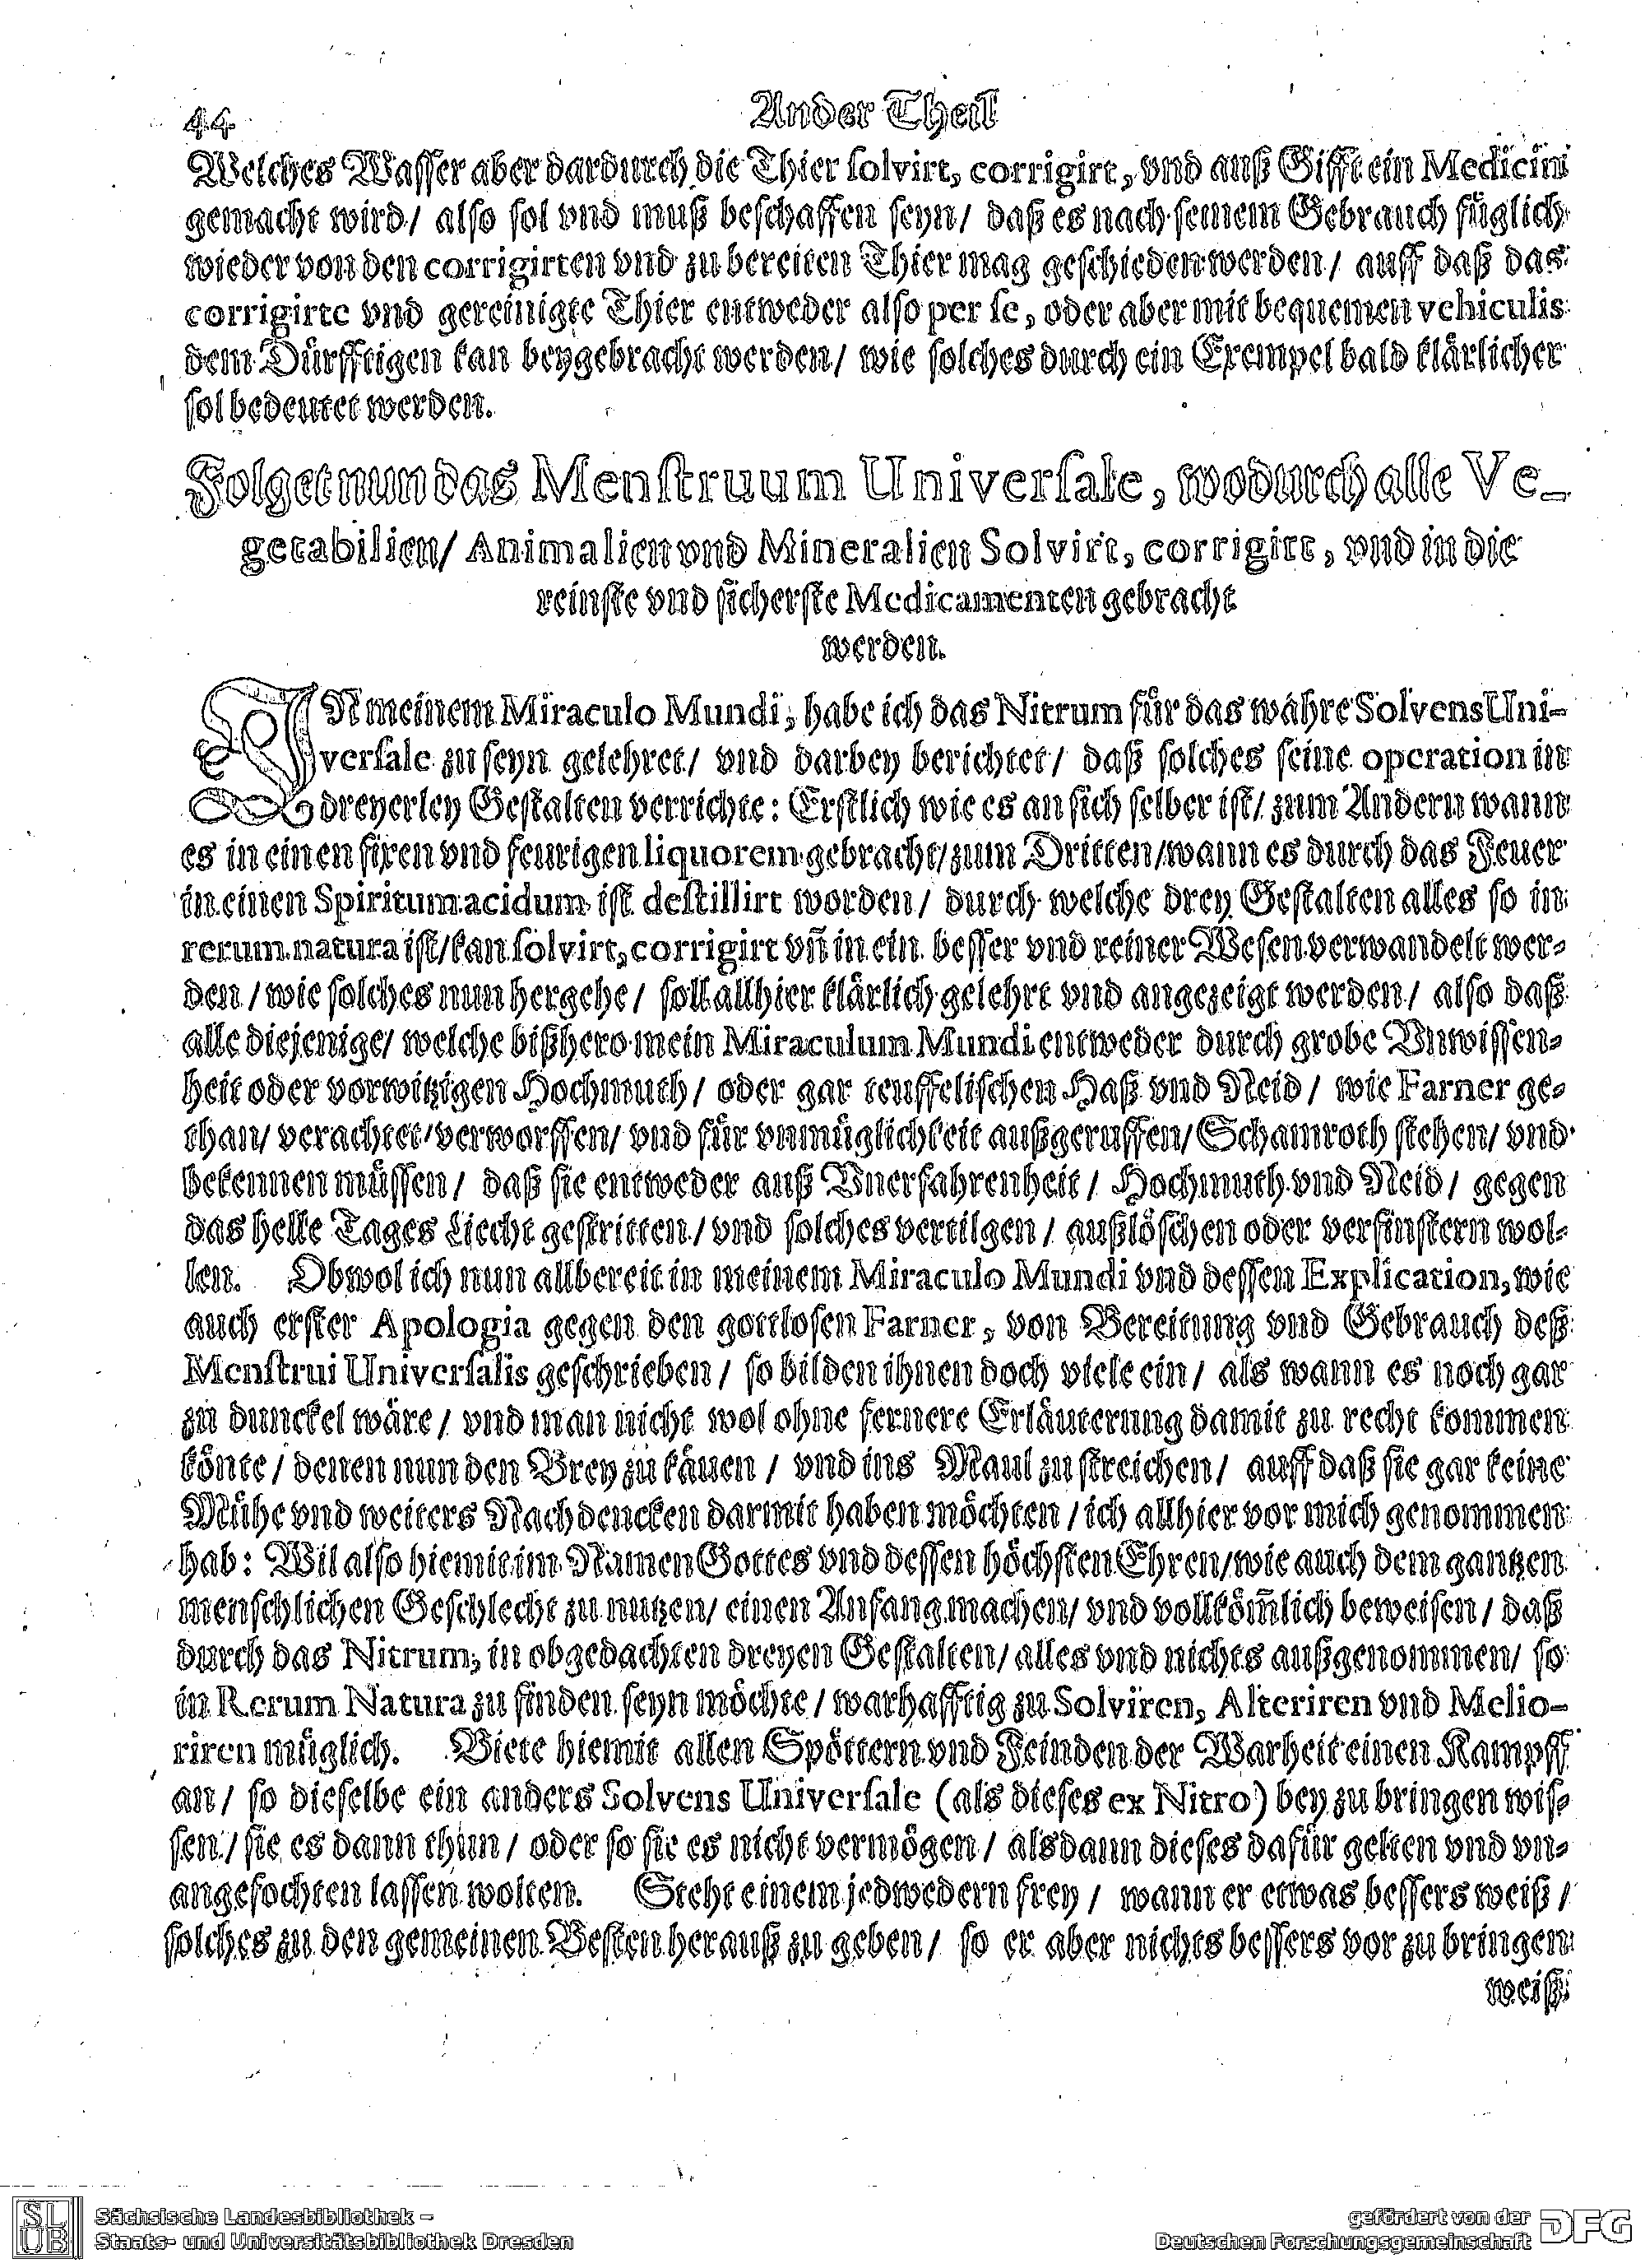 44
Ander Theil
Welches Wasser aber dardurch die Thier solvirt, corrigirt, vnd auß Gifft ein Medicin
gemacht wird/ also sol vnd muß beschaffen seyn/ daß es nach seinem Gebrauch füglich
wieder von den corrigirten vnd zubereiten Thier mag geschieden werden/ auff daß das
corrigirte vnd gereinigte Thier entweder also per se, oder aber mit bequemen vehiculis
dem Dürfftigen kan beygebracht werden/ wie solches durch ein Exempel bald klärlicher
sol bedeutet werden.
Folget nun das Menstruum Universale, wodurch alle Ve-
getabilien/ Animalien vnd Mineralien Solvirt, corrigirt, vnd in die
reinste vnd sicherste Medicamenten gebracht
werden.
IN meinem Miraculo Mundi, habe ich das Nitrum für das wahre Solvens Uni-
versale zu seyn gelehret/ vnd darbey berichtet/ daß solches seine operation in
dreyerley Gestalten verrichte: Erstlich wie es an sich selber ist/ zum Andern wann
es in einen fixen vnd feurigen liquorem gebracht/ zum Dritten/ wann es durch das Feuer
in einen Spiritum acidum ist destillirt worden/ durch welche drey Gestalten alles so in
rerum natura ist/ kan solvirt, corrigirt vn̄ in ein besser vnd reiner Wesen verwandelt wer-
den/ wie solches nun hergehe/ soll allhier klärlich gelehrt vnd angezeigt werden/ also daß
alle diejenige/ welche bißhero mein Miraculum Mundi entweder durch grobe Vnwissen-
heit oder vorwitzigen Hochmuth/ oder gar teuffelischen Haß vnd Neid/ wie Farner ge-
than/ verachtet/ verworffen/ vnd für vnmüglichkeit außgeruffen/ Schamroth stehen/ vnd
bekennen müssen/ daß sie entweder auß Vnerfahrenheit/ Hochmuth vnd Neid/ gegen
das helle Tages Liecht gestritten/ vnd solches vertilgen/ außlöschen oder verfinstern wol-
len. Obwol ich nun allbereit in meinem Miraculo Mundi vnd dessen Explication, wie
auch erster Apologia gegen den gottlosen Farner, von Bereitung vnd Gebrauch deß
Menstrui Universalis geschrieben/ so bilden ihnen doch viele ein/ als wann es noch gar
zu dunckel wäre/ vnd man nicht wol ohne fernere Erläuterung damit zu recht kommen
könte/ denen nun den Brey zu käuen/ vnd ins Maul zu streichen/ auff daß sie gar keine
Mühe vnd weiters Nachdencken darmit haben möchten/ ich allhier vor mich genommen
hab: Wil also hiemit im Namen Gottes vnd dessen höchsten Ehren/ wie auch dem gantzen
menschlichen Geschlecht zu nutzen/ einen Anfang machen/ vnd vollköm̄lich beweisen/ daß
durch das Nitrum, in obgedachten dreyen Gestalten/ alles vnd nichts außgenommen/ so
in Rerum Natura zu finden seyn möchte/ warhafftig zu Solviren, Alteriren vnd Melio-
riren müglich. Biete hiemit allen Spöttern vnd Feinden der Warheit einen Kampff
an/ so dieselbe ein anders Solvens Universale (als dieses ex Nitro) bey zu bringen wis-
sen/ sie es dann thun/ oder so sie es nicht vermögen/ alsdann dieses dafür gelten vnd vn-
angefochten lassen wolten. Steht einem jedwedern frey/ wann er etwas bessers weiß/
solches zu den gemeinen Besten herauß zu geben/ so er aber nichts bessers vor zu bringen
weiß
SLUB
Sächsische Landesbibliothek –
Staats- und Universitätsbibliothek Dresden
gefördert von der
Deutschen Forschungsgemeinschaft
DFG